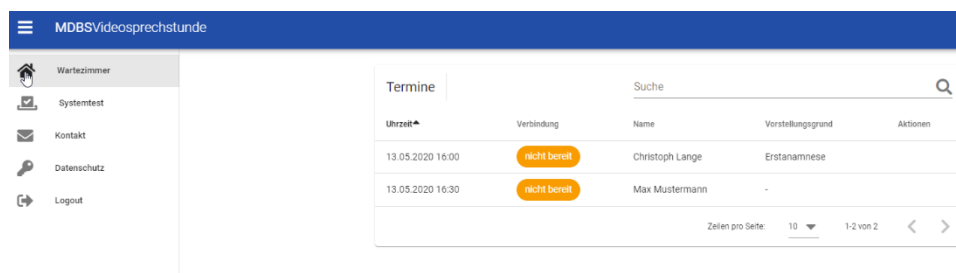 MDBSVideosprechstunde
Wartezimmer
Systemtest
Kontakt
Datenschutz
Logout
Termine
Suche
Uhrzeit Verbindung Name Vorstellungsgrund Aktionen
13.05.2020 16:00 nicht bereit Christoph Lange Erstanamnese
13.05.2020 16:30 nicht bereit Max Mustermann -
Zeilen pro Seite: 10 1-2 von 2